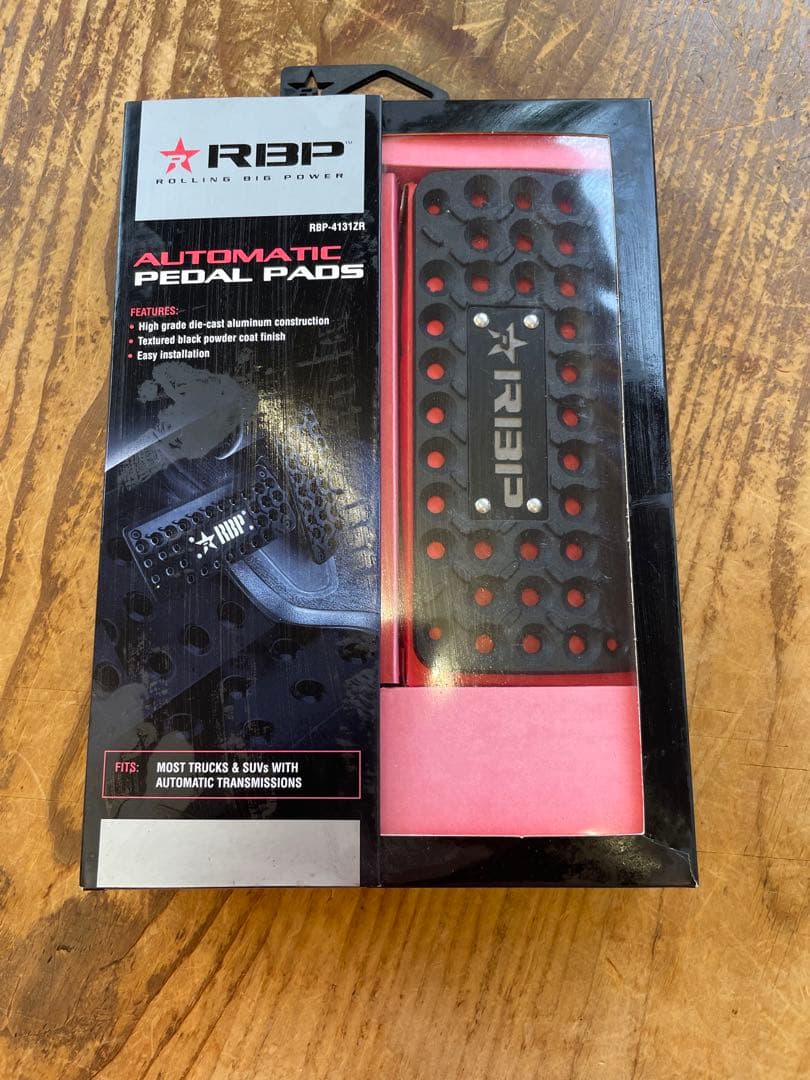 RBP™
ROLLING BIG POWER
RBP-4131ZR
AUTOMATIC
PEDAL PADS
FEATURES:
• High grade die-cast aluminum construction
• Textured black powder coat finish
• Easy installation
RBP
FITS: MOST TRUCKS & SUVs WITH
AUTOMATIC TRANSMISSIONS
RBP